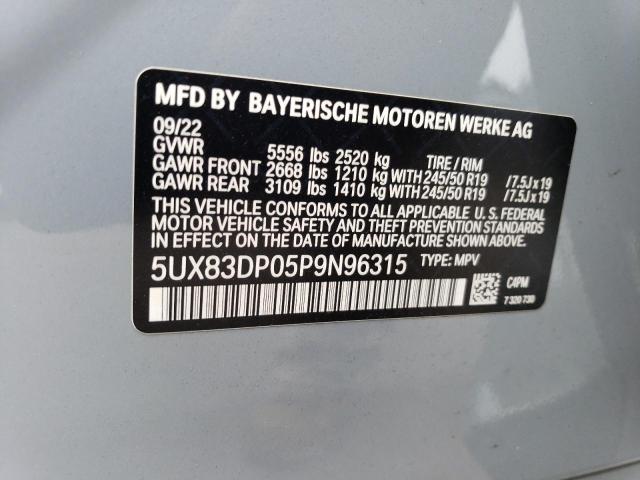 MFD BY BAYERISCHE MOTOREN WERKE AG
09/22
GVWR 5556 lbs 2520 kg TIRE / RIM
GAWR FRONT 2668 lbs 1210 kg WITH 245/50 R19 /7.5J x 19
GAWR REAR 3109 lbs 1410 kg WITH 245/50 R19 /7.5J x 19
THIS VEHICLE CONFORMS TO ALL APPLICABLE U. S. FEDERAL
MOTOR VEHICLE SAFETY AND THEFT PREVENTION STANDARDS
IN EFFECT ON THE DATE OF MANUFACTURE SHOWN ABOVE.
5UX83DP05P9N96315 TYPE: MPV
C4PM
7 320 730